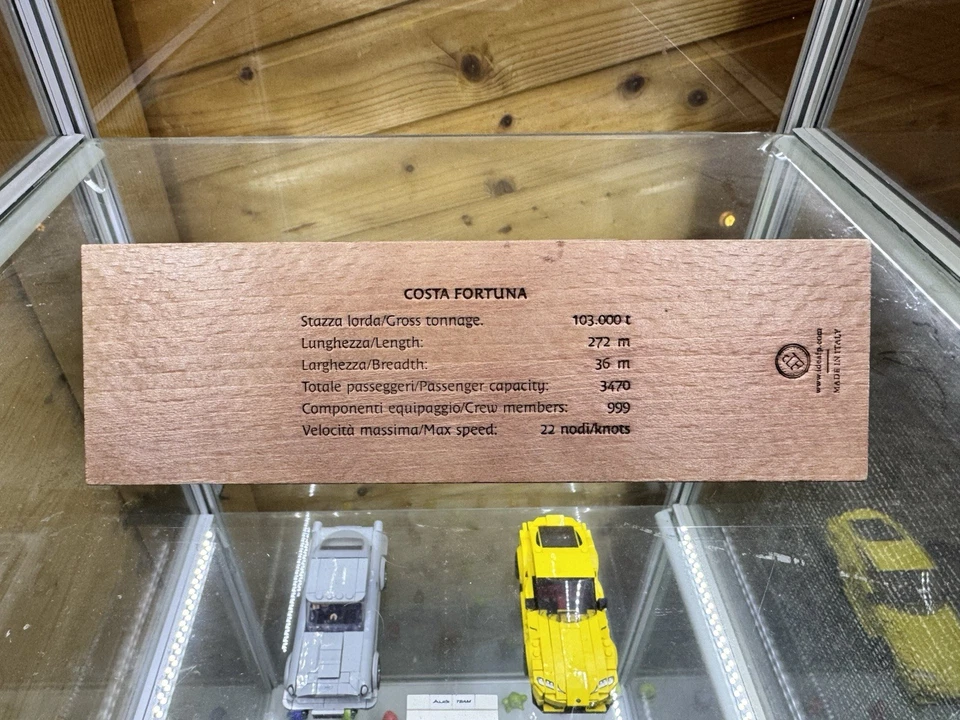 COSTA FORTUNA
Stazza lorda/Gross tonnage. 103.000 t
Lunghezza/Length: 272 m
Larghezza/Breadth: 36 m
Totale passeggeri/Passenger capacity: 3470
Componenti equipaggio/Crew members: 999
Velocità massima/Max speed: 22 nodi/knots
MADE IN ITALY